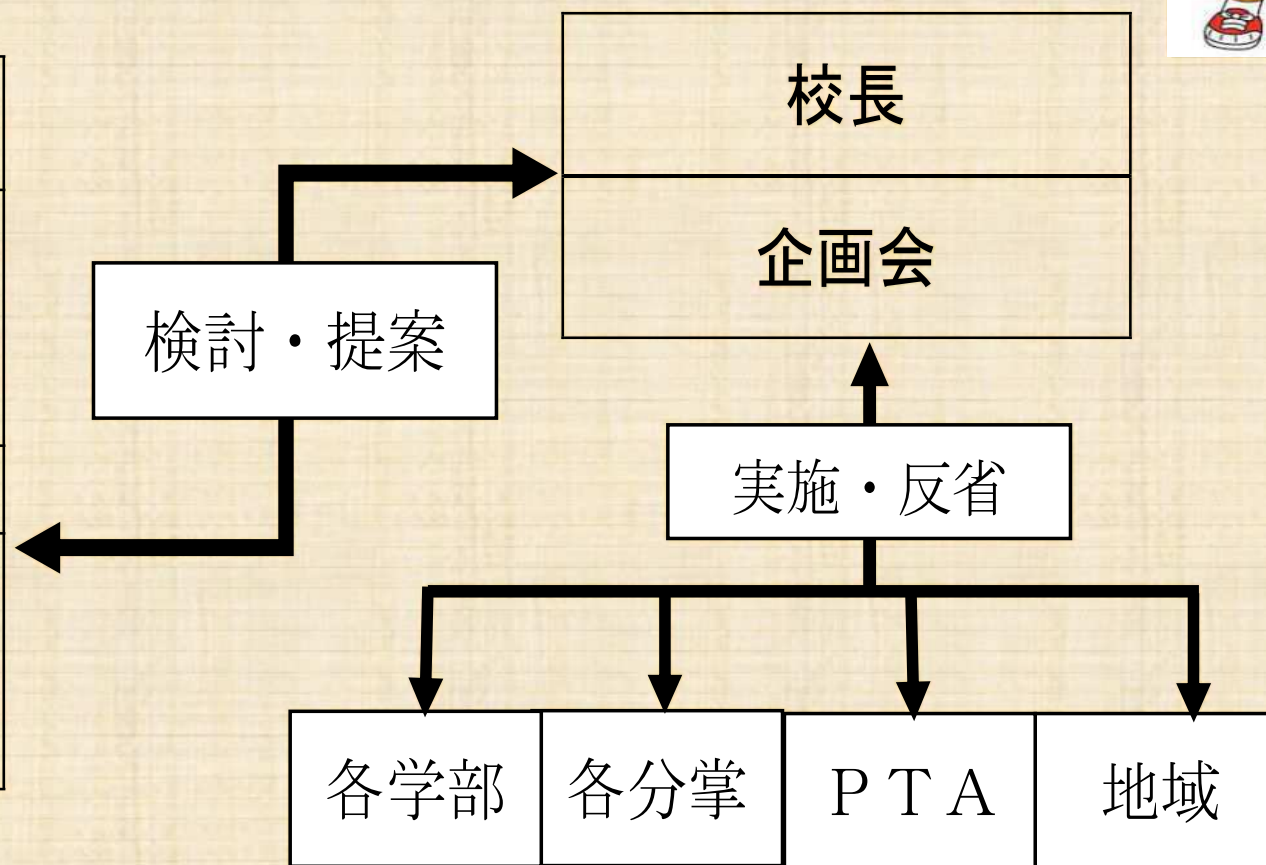 校長
企画会
検討・提案
実施・反省
各学部
各分掌
ＰＴＡ
地域